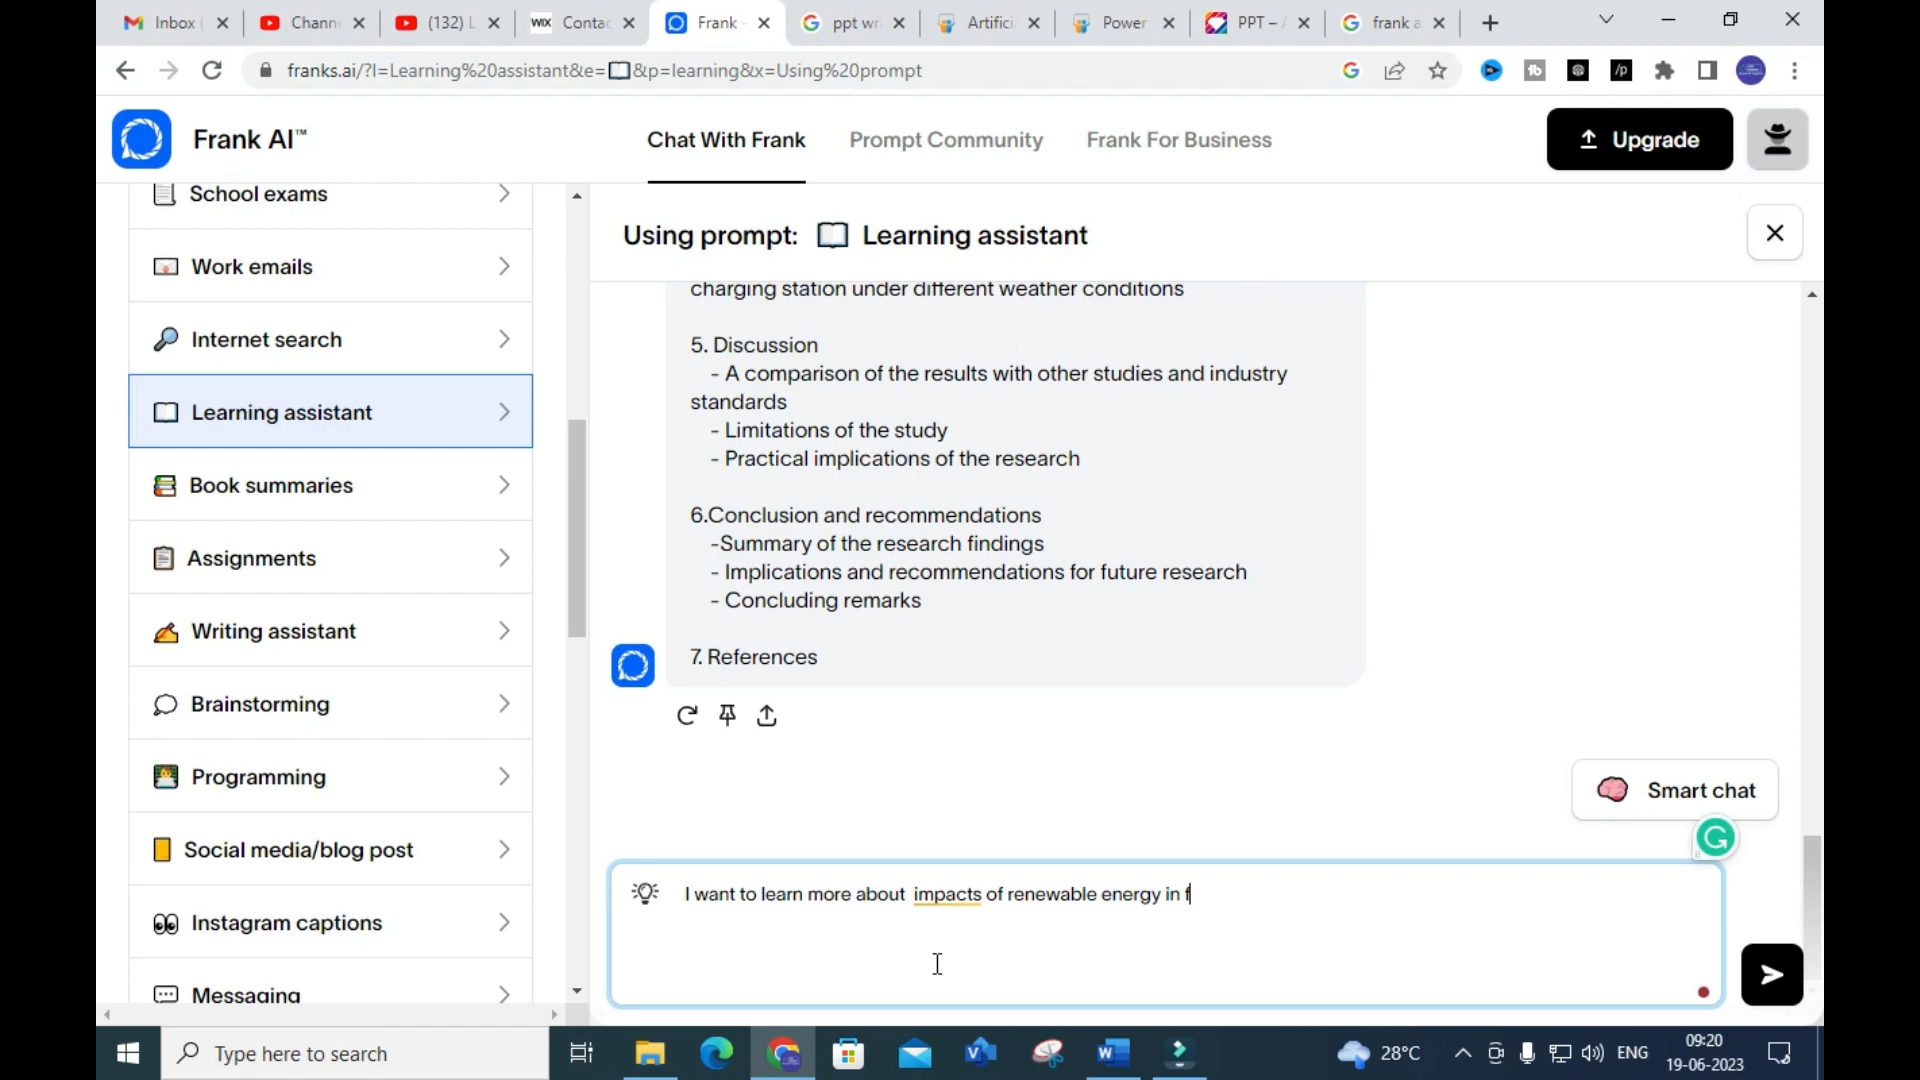 Inbox (
Chann
(132) L
WIX Contac
Frank -
ppt wr
Artifici
Power
PPT – A
frank a
franks.ai/?l=Learning%20assistant&e=📖&p=learning&x=Using%20prompt
Frank AI™
Chat With Frank
Prompt Community
Frank For Business
Upgrade
School exams
Work emails
Internet search
Learning assistant
Book summaries
Assignments
Writing assistant
Brainstorming
Programming
Social media/blog post
Instagram captions
Messaging
Using prompt: 📖 Learning assistant
charging station under different weather conditions
5. Discussion
- A comparison of the results with other studies and industry
standards
- Limitations of the study
- Practical implications of the research
6.Conclusion and recommendations
-Summary of the research findings
- Implications and recommendations for future research
- Concluding remarks
7. References
Smart chat
I want to learn more about  impacts of renewable energy in f
Type here to search
28°C
ENG
09:20
19-06-2023